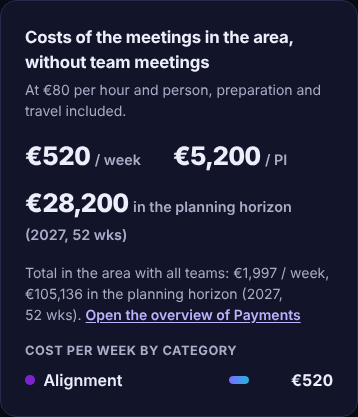 Costs of the meetings in the area,
without team meetings
At €80 per hour and person, preparation and
travel included.
€520 / week €5,200 / PI
€28,200 in the planning horizon
(2027, 52 wks)
Total in the area with all teams: €1,997 / week,
€105,136 in the planning horizon (2027,
52 wks). Open the overview of Payments
COST PER WEEK BY CATEGORY
Alignment €520